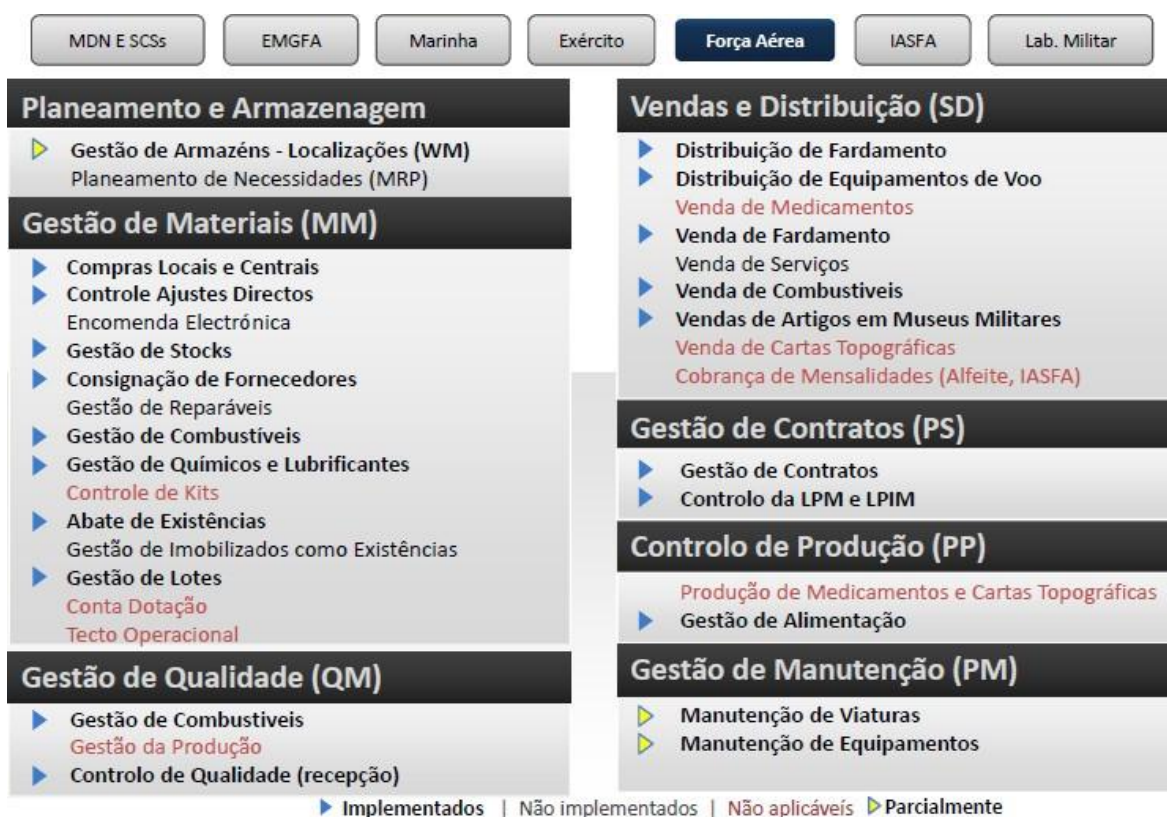 MDN E SCSs
EMGFA
Marinha
Exército
Força Aérea
IASFA
Lab. Militar
Planeamento e Armazenagem
Gestão de Armazéns - Localizações (WM)
Planeamento de Necessidades (MRP)
Gestão de Materiais (MM)
Compras Locais e Centrais
Controle Ajustes Directos
Encomenda Electrónica
Gestão de Stocks
Consignação de Fornecedores
Gestão de Reparáveis
Gestão de Combustíveis
Gestão de Químicos e Lubrificantes
Controle de Kits
Abate de Existências
Gestão de Imobilizados como Existências
Gestão de Lotes
Conta Dotação
Tecto Operacional
Gestão de Qualidade (QM)
Gestão de Combustiveis
Gestão da Produção
Controlo de Qualidade (recepção)
Vendas e Distribuição (SD)
Distribuição de Fardamento
Distribuição de Equipamentos de Voo
Venda de Medicamentos
Venda de Fardamento
Venda de Serviços
Venda de Combustiveis
Vendas de Artigos em Museus Militares
Venda de Cartas Topográficas
Cobrança de Mensalidades (Alfeite, IASFA)
Gestão de Contratos (PS)
Gestão de Contratos
Controlo da LPM e LPIM
Controlo de Produção (PP)
Produção de Medicamentos e Cartas Topográficas
Gestão de Alimentação
Gestão de Manutenção (PM)
Manutenção de Viaturas
Manutenção de Equipamentos
Implementados | Não implementados | Não aplicáveis Parcialmente